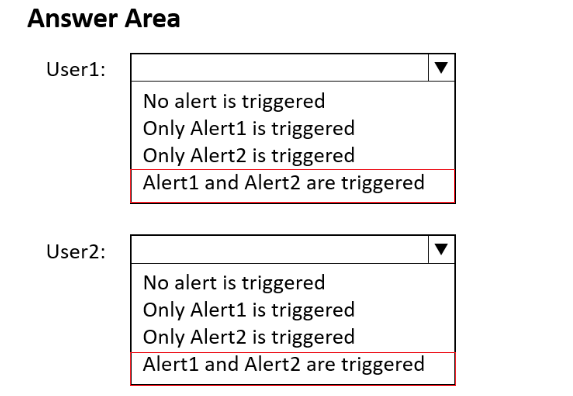 Answer Area
User1:
No alert is triggered
Only Alert1 is triggered
Only Alert2 is triggered
Alert1 and Alert2 are triggered
User2:
No alert is triggered
Only Alert1 is triggered
Only Alert2 is triggered
Alert1 and Alert2 are triggered